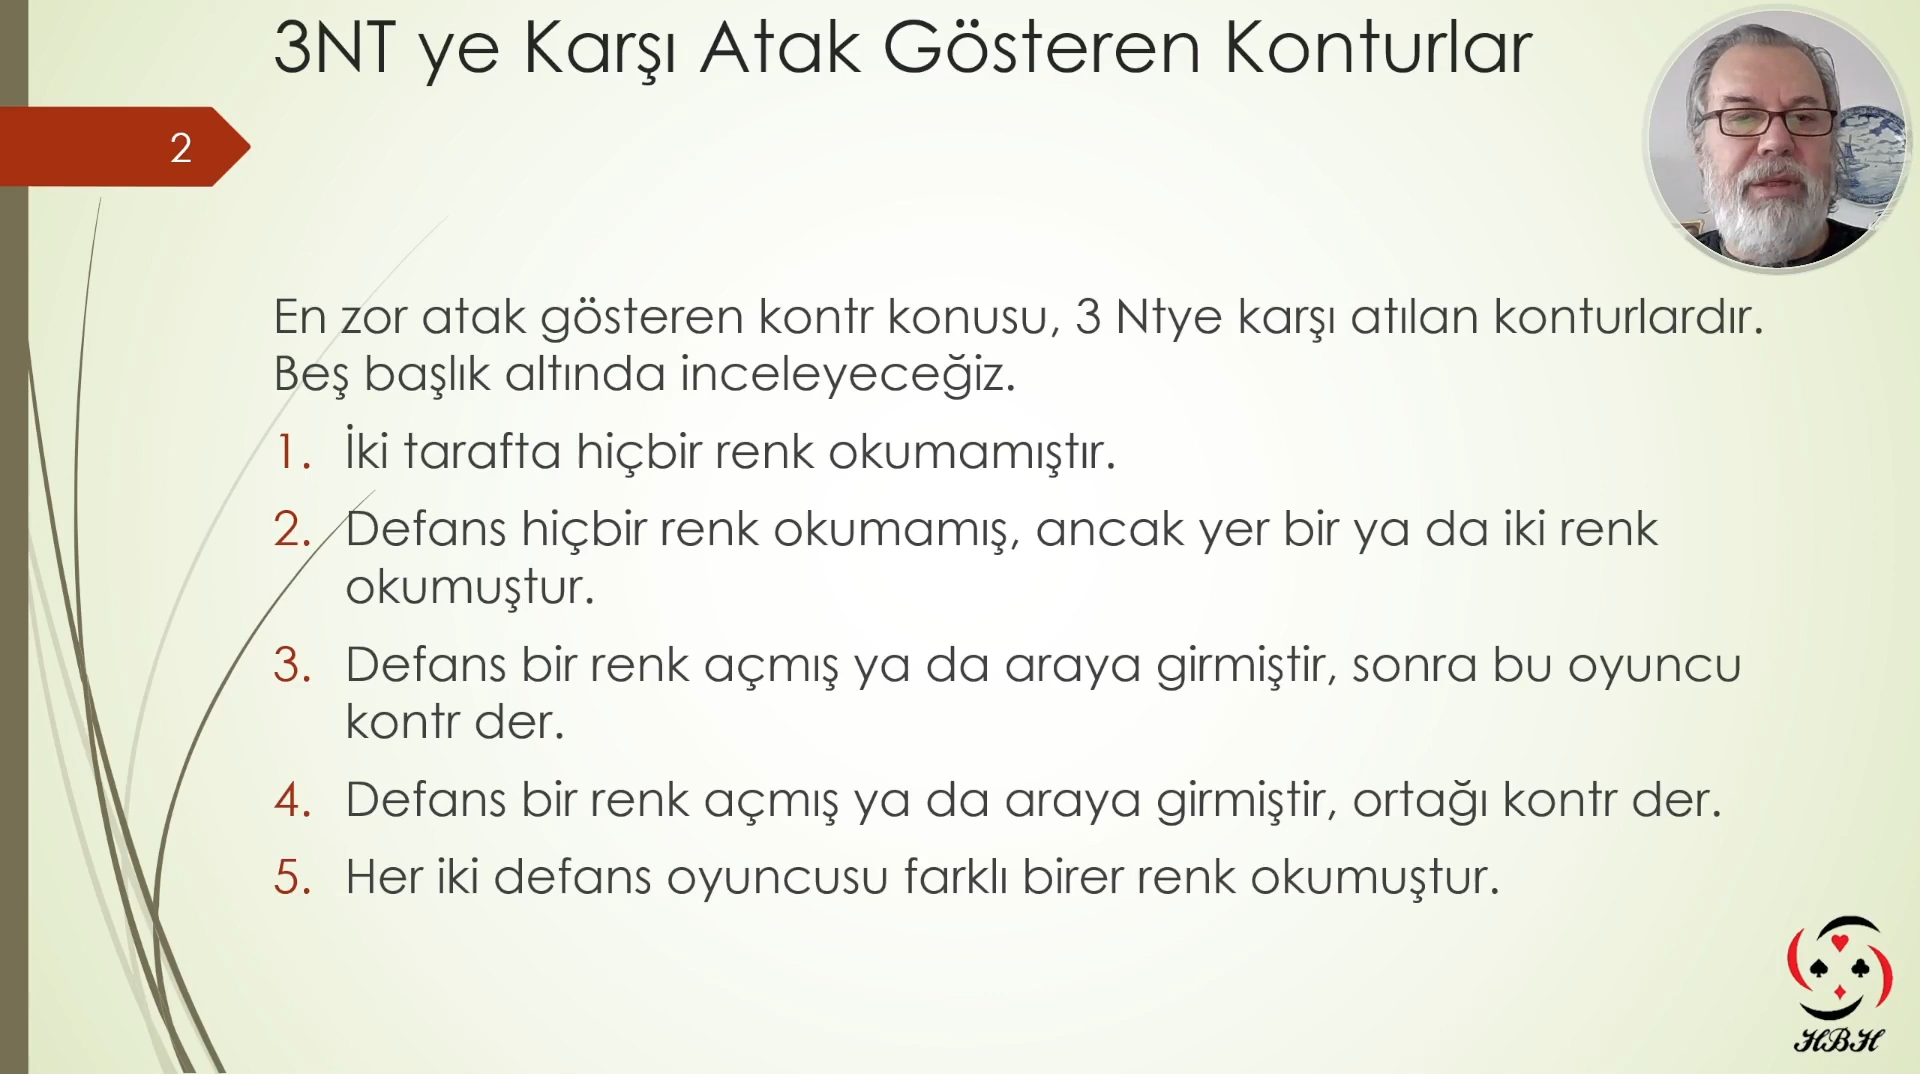 3NT ye Karşı Atak Gösteren Konturlar
2
En zor atak gösteren kontr konusu, 3 Ntye karşı atılan konturlardır.
Beş başlık altında inceleyeceğiz.
1. İki tarafta hiçbir renk okumamıştır.
2. Defans hiçbir renk okumamış, ancak yer bir ya da iki renk
okumuştur.
3. Defans bir renk açmış ya da araya girmiştir, sonra bu oyuncu
kontr der.
4. Defans bir renk açmış ya da araya girmiştir, ortağı kontr der.
5. Her iki defans oyuncusu farklı birer renk okumuştur.
HBH